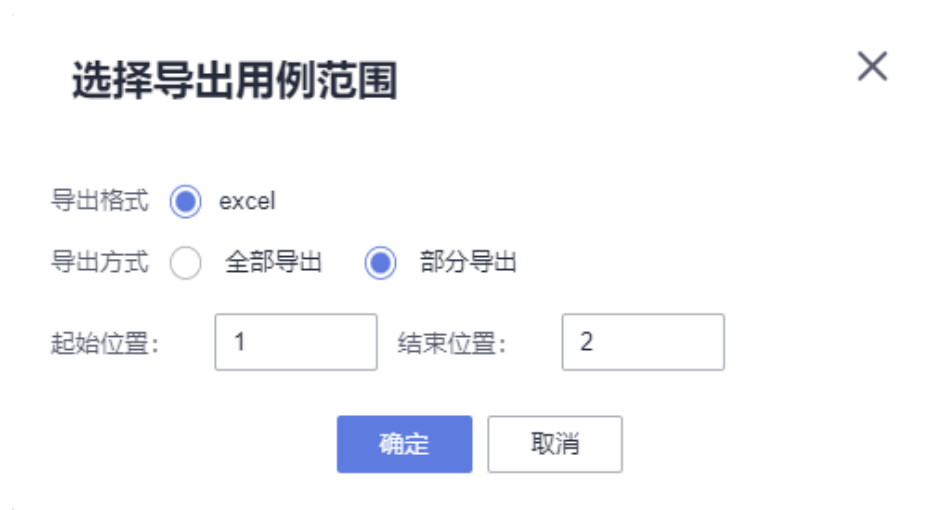 选择导出用例范围
导出格式 excel
导出方式 全部导出 部分导出
起始位置: 1 结束位置: 2
确定 取消